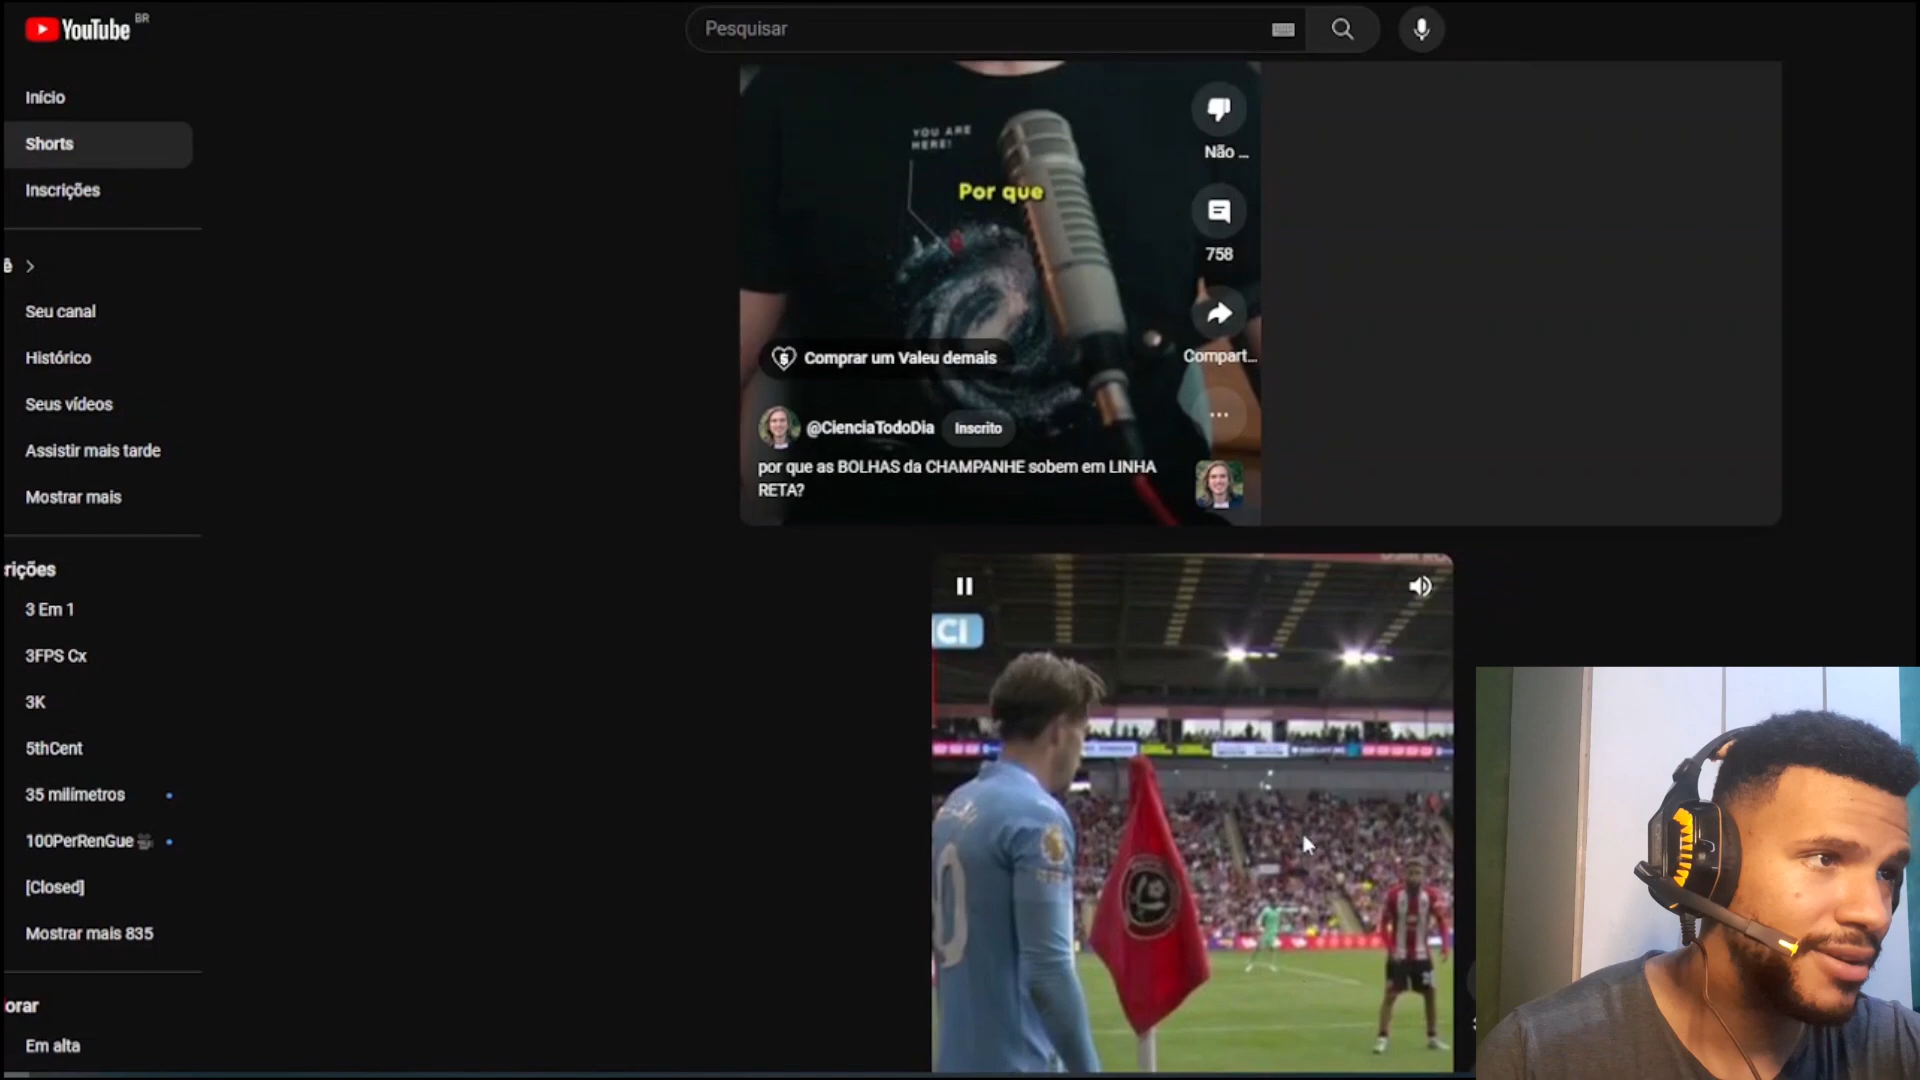 YouTube BR
Pesquisar
Início
Shorts
Inscrições
ê
Seu canal
Histórico
Seus vídeos
Assistir mais tarde
Mostrar mais
rições
3 Em 1
3FPS Cx
3K
5thCent
35 milímetros
100PerRenGue
[Closed]
Mostrar mais 835
orar
Em alta
YOU ARE
HERE!
Por que
Não ...
758
Compart...
Comprar um Valeu demais
@CienciaTodoDia
Inscrito
por que as BOLHAS da CHAMPANHE sobem em LINHA
RETA?
CI